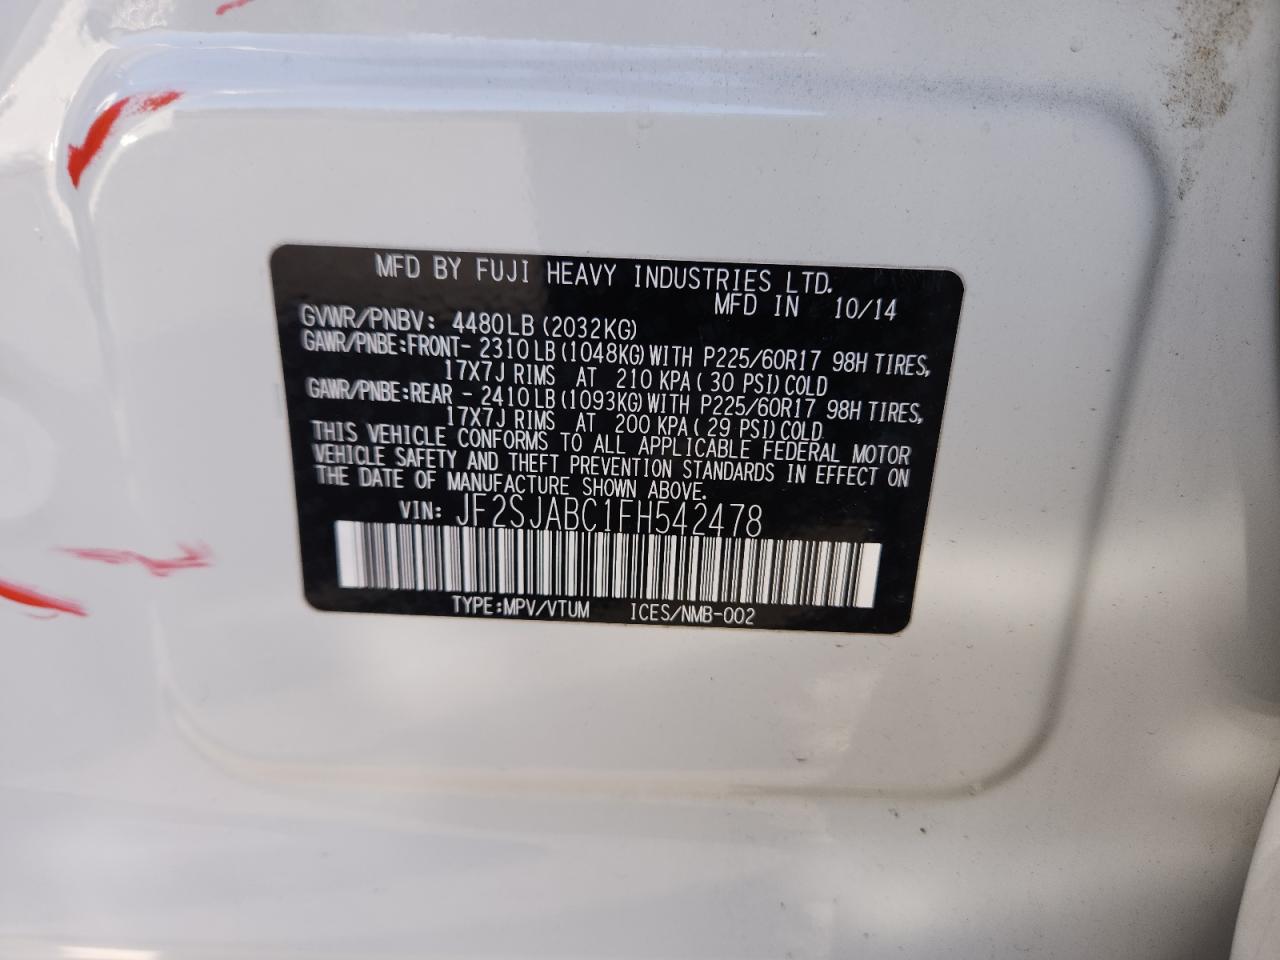 MFD BY FUJI HEAVY INDUSTRIES LTD.
MFD IN 10/14
GVWR/PNBV: 4480LB(2032KG)
GAWR/PNBE:FRONT- 2310LB(1048KG)WITH P225/60R17 98H TIRES,
17X7J RIMS AT 210 KPA( 30 PSI)COLD
GAWR/PNBE:REAR - 2410LB(1093KG)WITH P225/60R17 98H TIRES,
17X7J RIMS AT 200 KPA( 29 PSI)COLD.
THIS VEHICLE CONFORMS TO ALL APPLICABLE FEDERAL MOTOR
VEHICLE SAFETY AND THEFT PREVENTION STANDARDS IN EFFECT ON
THE DATE OF MANUFACTURE SHOWN ABOVE.
VIN: JF2SJABC1FH542478
TYPE:MPV/VTUM ICES/NMB-002